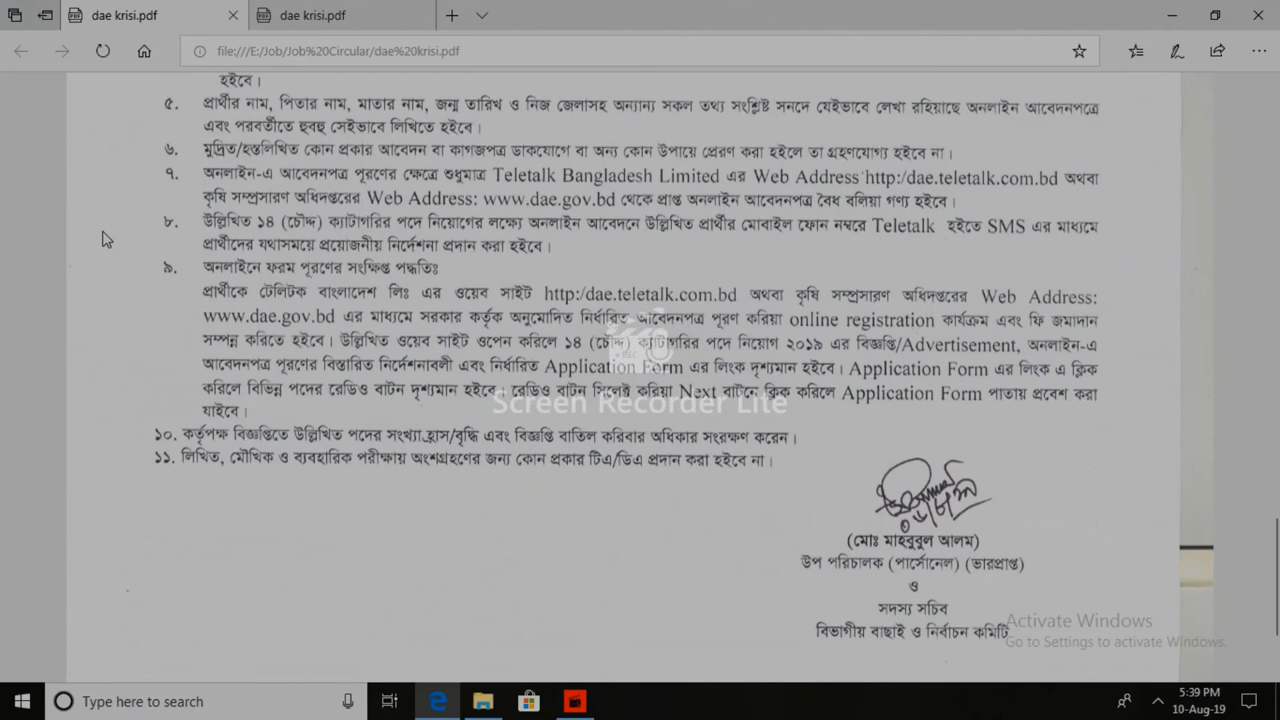 dae krisi.pdf
dae krisi.pdf
file:///E:/Job/Job%20Circular/dae%20krisi.pdf
হইবে।
৫. প্রার্থীর নাম, পিতার নাম, মাতার নাম, জন্ম তারিখ ও নিজ জেলাসহ অন্যান্য সকল তথ্য সংশ্লিষ্ট সনদে যেইভাবে লেখা রহিয়াছে অনলাইন আবেদনপত্রে
এবং পরবর্তীতে হুবহু সেইভাবে লিখিতে হইবে।
৬. মুদ্রিত/হস্তলিখিত কোন প্রকার আবেদন বা কাগজপত্র ডাকযোগে বা অন্য কোন উপায়ে প্রেরণ করা হইলে তা গ্রহণযোগ্য হইবে না।
৭. অনলাইন-এ আবেদনপত্র পূরণের ক্ষেত্রে শুধুমাত্র Teletalk Bangladesh Limited এর Web Address http:/dae.teletalk.com.bd অথবা
কৃষি সম্প্রসারণ অধিদপ্তরের Web Address: www.dae.gov.bd থেকে প্রাপ্ত অনলাইন আবেদনপত্র বৈধ বলিয়া গণ্য হইবে।
৮. উল্লিখিত ১৪ (চৌদ্দ) ক্যাটাগরির পদে নিয়োগের লক্ষ্যে অনলাইন আবেদনে উল্লিখিত প্রার্থীর মোবাইল ফোন নম্বরে Teletalk হইতে SMS এর মাধ্যমে
প্রার্থীদের যথাসময়ে প্রয়োজনীয় নির্দেশনা প্রদান করা হইবে।
৯. অনলাইনে ফরম পূরণের সংক্ষিপ্ত পদ্ধতিঃ
প্রার্থীকে টেলিটক বাংলাদেশ লিঃ এর ওয়েব সাইট http:/dae.teletalk.com.bd অথবা কৃষি সম্প্রসারণ অধিদপ্তরের Web Address:
www.dae.gov.bd এর মাধ্যমে সরকার কর্তৃক অনুমোদিত নির্ধারিত আবেদনপত্র পূরণ করিয়া online registration কার্যক্রম এবং ফি জমাদান
সম্পন্ন করিতে হইবে। উল্লিখিত ওয়েব সাইট ওপেন করিলে ১৪ (চৌদ্দ) ক্যাটাগরির পদে নিয়োগ ২০১৯ এর বিজ্ঞপ্তি/Advertisement, অনলাইন-এ
আবেদনপত্র পূরণের বিস্তারিত নির্দেশনাবলী এবং নির্ধারিত Application Form এর লিংক দৃশ্যমান হইবে। Application Form এর লিংক এ ক্লিক
করিলে বিভিন্ন পদের রেডিও বাটন দৃশ্যমান হইবে। রেডিও বাটন সিলেক্ট করিয়া Next বাটনে ক্লিক করিলে Application Form পাতায় প্রবেশ করা
যাইবে।
REC
Screen Recorder Lite
১০. কর্তৃপক্ষ বিজ্ঞপ্তিতে উল্লিখিত পদের সংখ্যা হ্রাস/বৃদ্ধি এবং বিজ্ঞপ্তি বাতিল করিবার অধিকার সংরক্ষণ করেন।
১১. লিখিত, মৌখিক ও ব্যবহারিক পরীক্ষায় অংশগ্রহণের জন্য কোন প্রকার টিএ/ডিএ প্রদান করা হইবে না।
(মোঃ মাহবুবুল আলম)
উপ পরিচালক (পার্সোনেল) (ভারপ্রাপ্ত)
ও
সদস্য সচিব
বিভাগীয় বাছাই ও নির্বাচন কমিটি
Activate Windows
Go to Settings to activate Windows.
Type here to search
5:39 PM
10-Aug-19